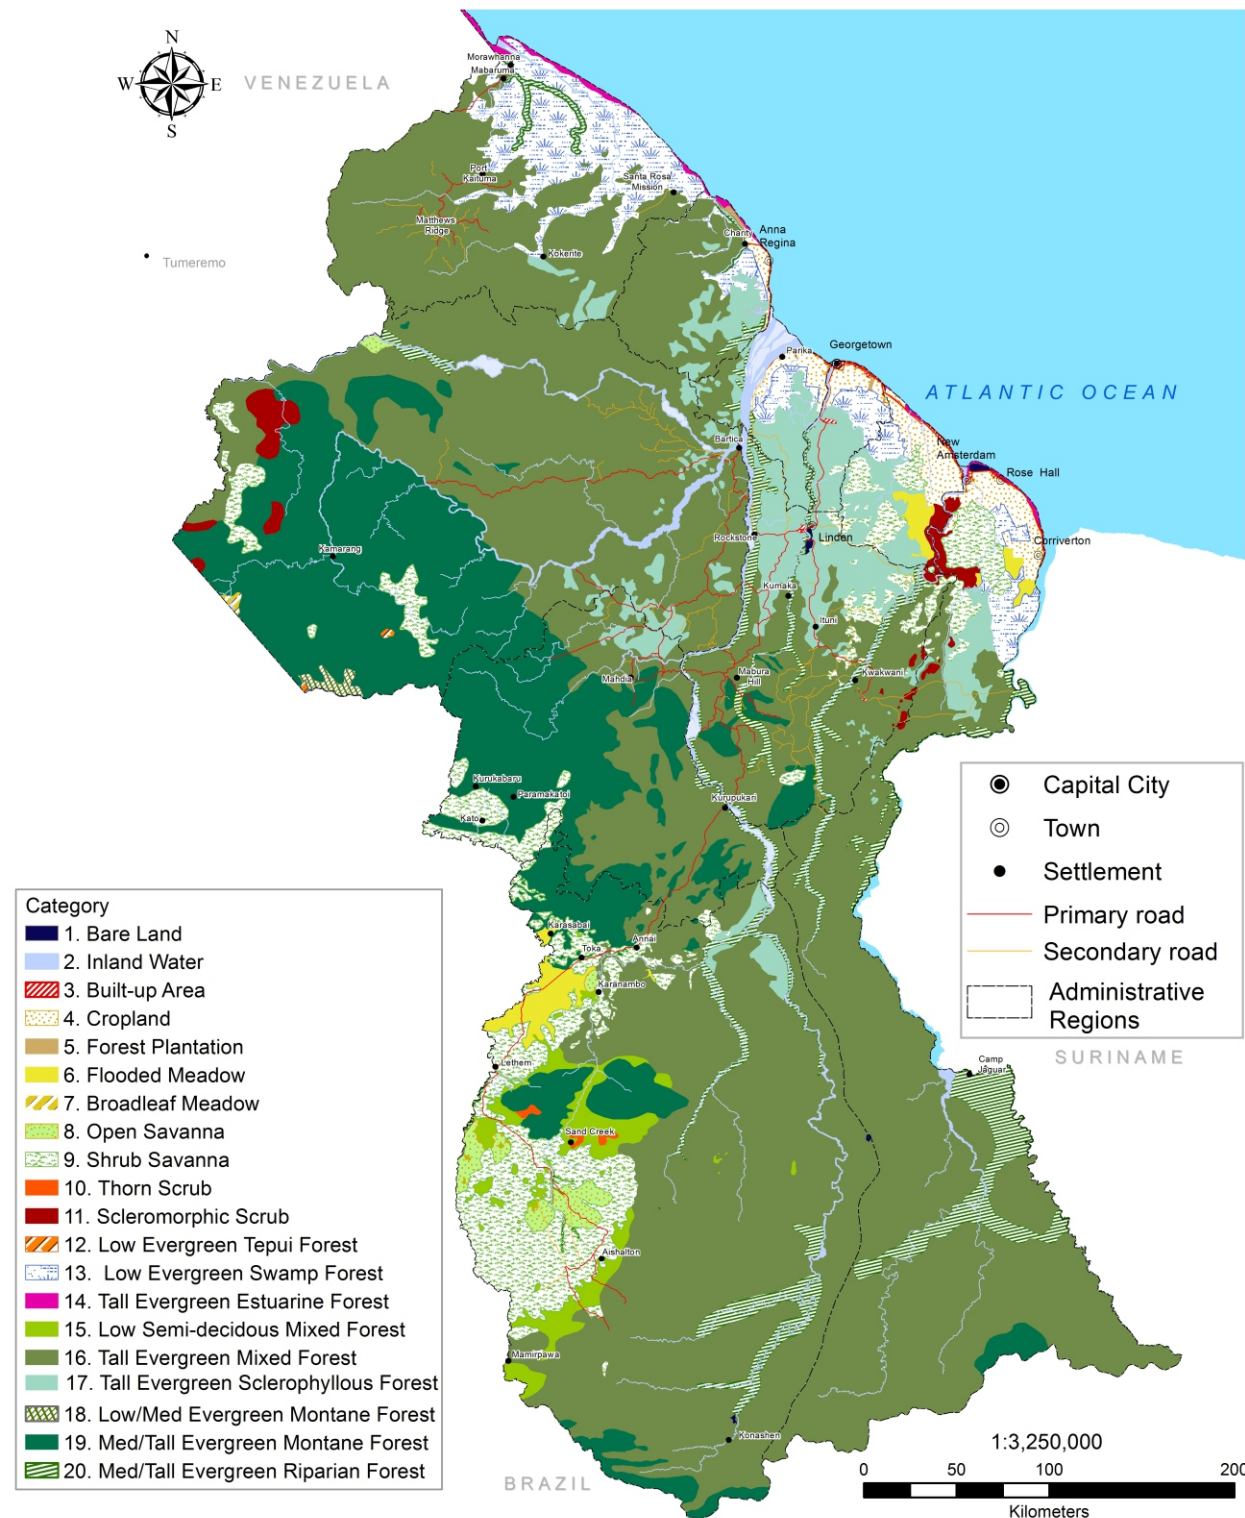 N
W E
S
VENEZUELA
Morawhanna
Mabaruma
Port
Kaituma
Santa Rosa
Mission
Matthews
Ridge
Charity
Anna
Regina
Kokerite
Tumeremo
Parika
Georgetown
ATLANTIC OCEAN
Bartica
New
Amsterdam
Rose Hall
Rockstone
Linden
Corriverton
Kamarang
Kumaka
Ituni
Mahdia
Mabura
Hill
Kwakwani
Kurukabaru
Paramakatoi
Kato
Kurupukari
Capital City
Town
Settlement
Primary road
Secondary road
Administrative
Regions
SURINAME
Karasabai
Toka
Annai
Karanambo
Lethem
Camp
Jaguar
Sand Creek
Aishalton
Mamirpawa
Konashen
BRAZIL
Category
1. Bare Land
2. Inland Water
3. Built-up Area
4. Cropland
5. Forest Plantation
6. Flooded Meadow
7. Broadleaf Meadow
8. Open Savanna
9. Shrub Savanna
10. Thorn Scrub
11. Scleromorphic Scrub
12. Low Evergreen Tepui Forest
13. Low Evergreen Swamp Forest
14. Tall Evergreen Estuarine Forest
15. Low Semi-decidous Mixed Forest
16. Tall Evergreen Mixed Forest
17. Tall Evergreen Sclerophyllous Forest
18. Low/Med Evergreen Montane Forest
19. Med/Tall Evergreen Montane Forest
20. Med/Tall Evergreen Riparian Forest
1:3,250,000
0 50 100 200
Kilometers